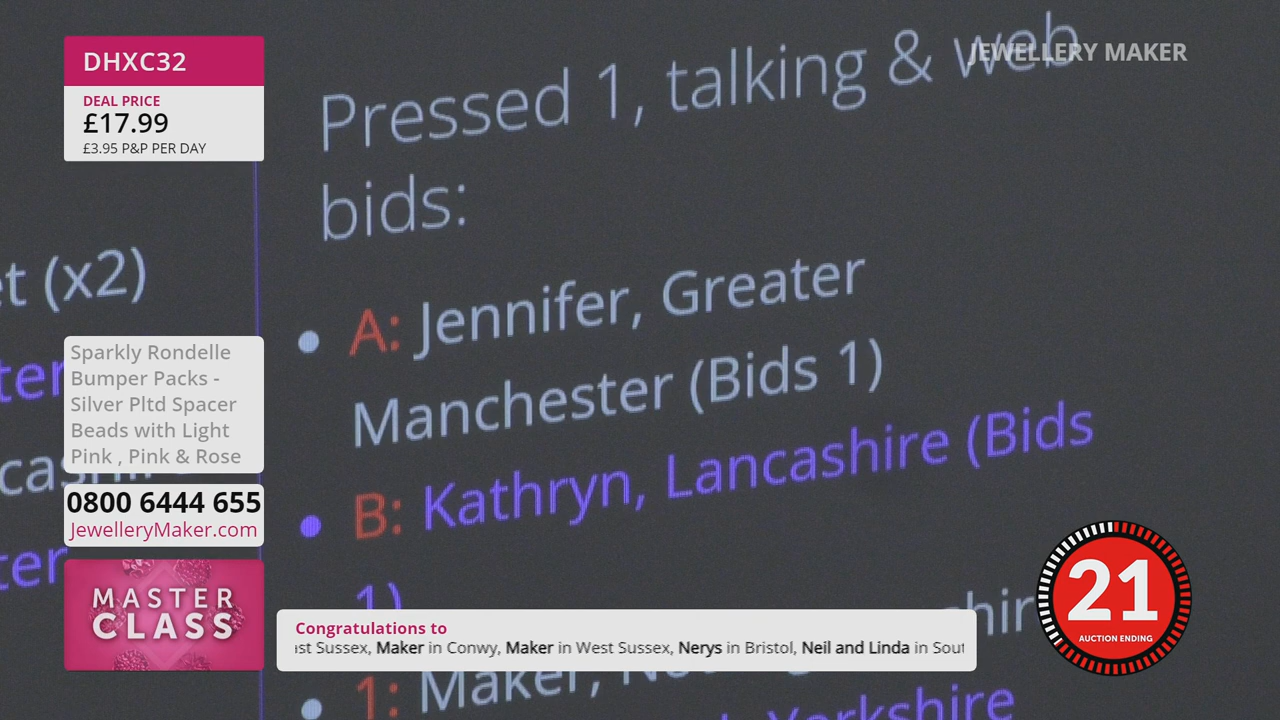 DHXC32
DEAL PRICE
£17.99
£3.95 P&P PER DAY
JEWELLERY MAKER
Pressed 1, talking & web
bids:
et (x2)
A: Jennifer, Greater
Manchester (Bids 1)
B: Kathryn, Lancashire (Bids
1)
1: Maker,
Yorkshire
Sparkly Rondelle
Bumper Packs -
Silver Pltd Spacer
Beads with Light
Pink , Pink & Rose
0800 6444 655
JewelleryMaker.com
MASTER
CLASS
Congratulations to
st Sussex, Maker in Conwy, Maker in West Sussex, Nerys in Bristol, Neil and Linda in Sout
21
AUCTION ENDING